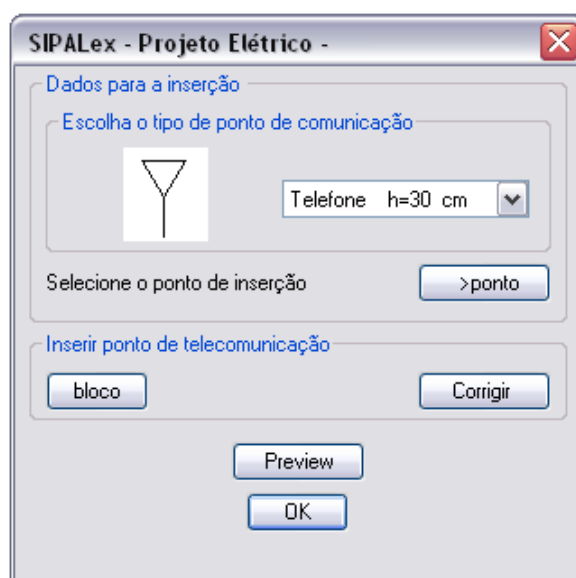 SIPALex - Projeto Elétrico -
Dados para a inserção
Escolha o tipo de ponto de comunicação
Telefone h=30 cm
Selecione o ponto de inserção
>ponto
Inserir ponto de telecomunicação
bloco
Corrigir
Preview
OK